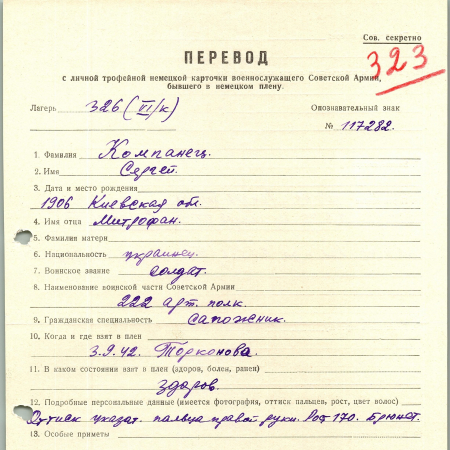 Сов. секретно
323
ПЕРЕВОД
с личной трофейной немецкой карточки военнослужащего Советской Армии,
бывшего в немецком плену.
Лагерь 326 (VI/к) Опознавательный знак
№ 117282.
1. Фамилия Компанец.
2. Имя Сергей.
3. Дата и место рождения
1906 Киевская от.
4. Имя отца Митрофан.
5. Фамилия матери
6. Национальность украинец.
7. Воинское звание солдат.
8. Наименование воинской части Советской Армии
222 арт. полк.
9. Гражданская специальность сапожник.
10. Когда и где взят в плен
3.9.42. Торконова.
11. В каком состоянии взят в плен (здоров, болен, ранен)
здоров.
12. Подробные персональные данные (имеется фотография, оттиск пальцев, рост, цвет волос)
Оттиск указат. пальца правой руки. Рост 170. Брюнет.
13. Особые приметы